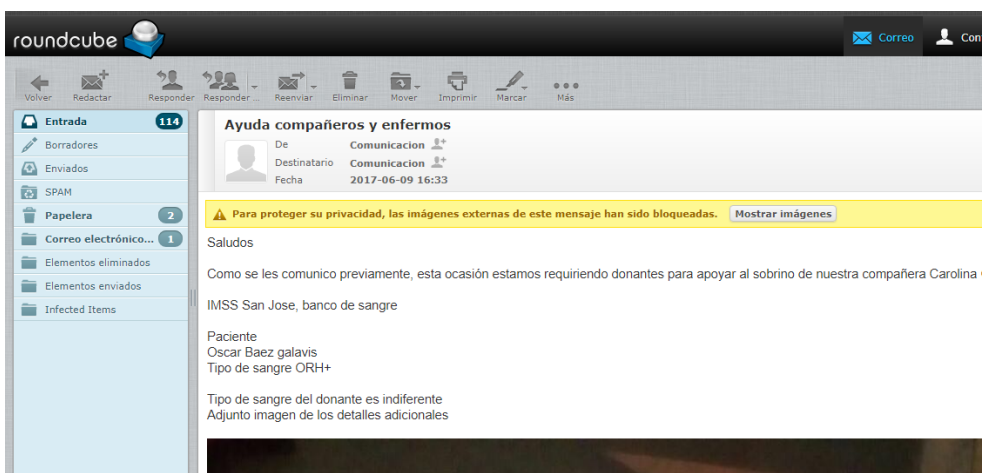 roundcube
Correo
Con
Volver
Redactar
Responder
Responder ...
Reenviar
Eliminar
Mover
Imprimir
Marcar
Más
Entrada 114
Borradores
Enviados
SPAM
Papelera 2
Correo electrónico... 1
Elementos eliminados
Elementos enviados
Infected Items
Ayuda compañeros y enfermos
De Comunicacion
Destinatario Comunicacion
Fecha 2017-06-09 16:33
Para proteger su privacidad, las imágenes externas de este mensaje han sido bloqueadas. Mostrar imágenes
Saludos
Como se les comunico previamente, esta ocasión estamos requiriendo donantes para apoyar al sobrino de nuestra compañera Carolina
IMSS San Jose, banco de sangre
Paciente
Oscar Baez galavis
Tipo de sangre ORH+
Tipo de sangre del donante es indiferente
Adjunto imagen de los detalles adicionales